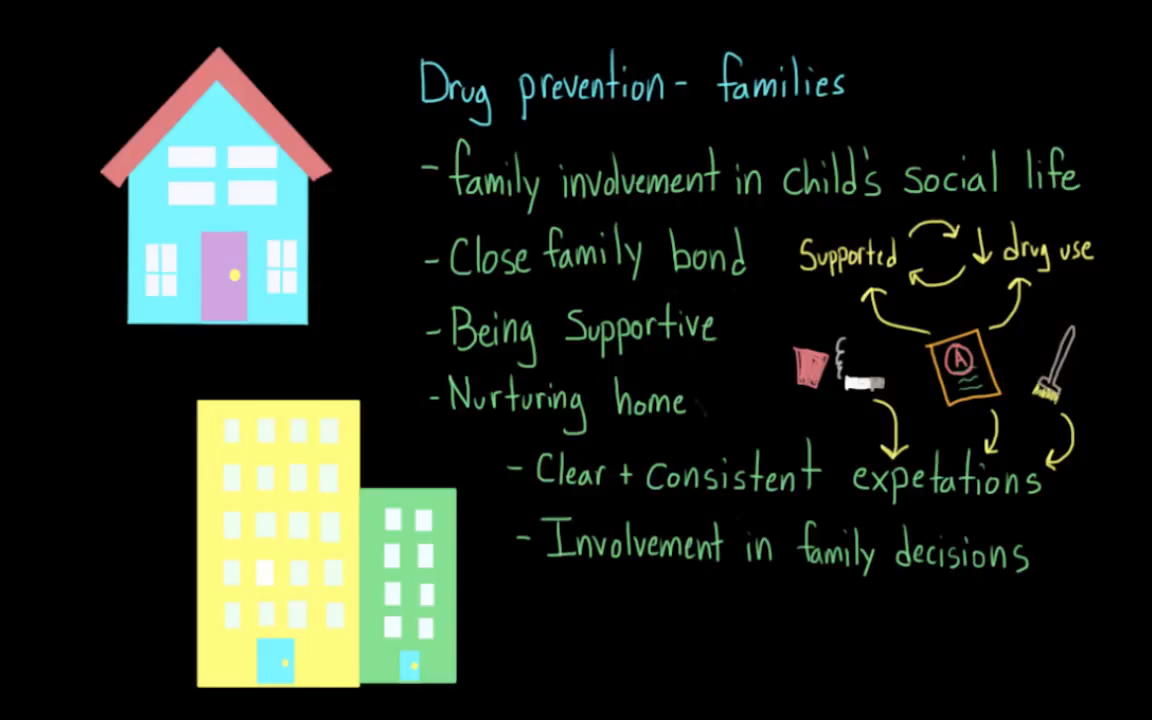 Drug prevention - families
- family involvement in child's social life
- Close family bond
Supported ↓ drug use
- Being Supportive
A
- Nurturing home
- Clear + consistent expetations
- Involvement in family decisions